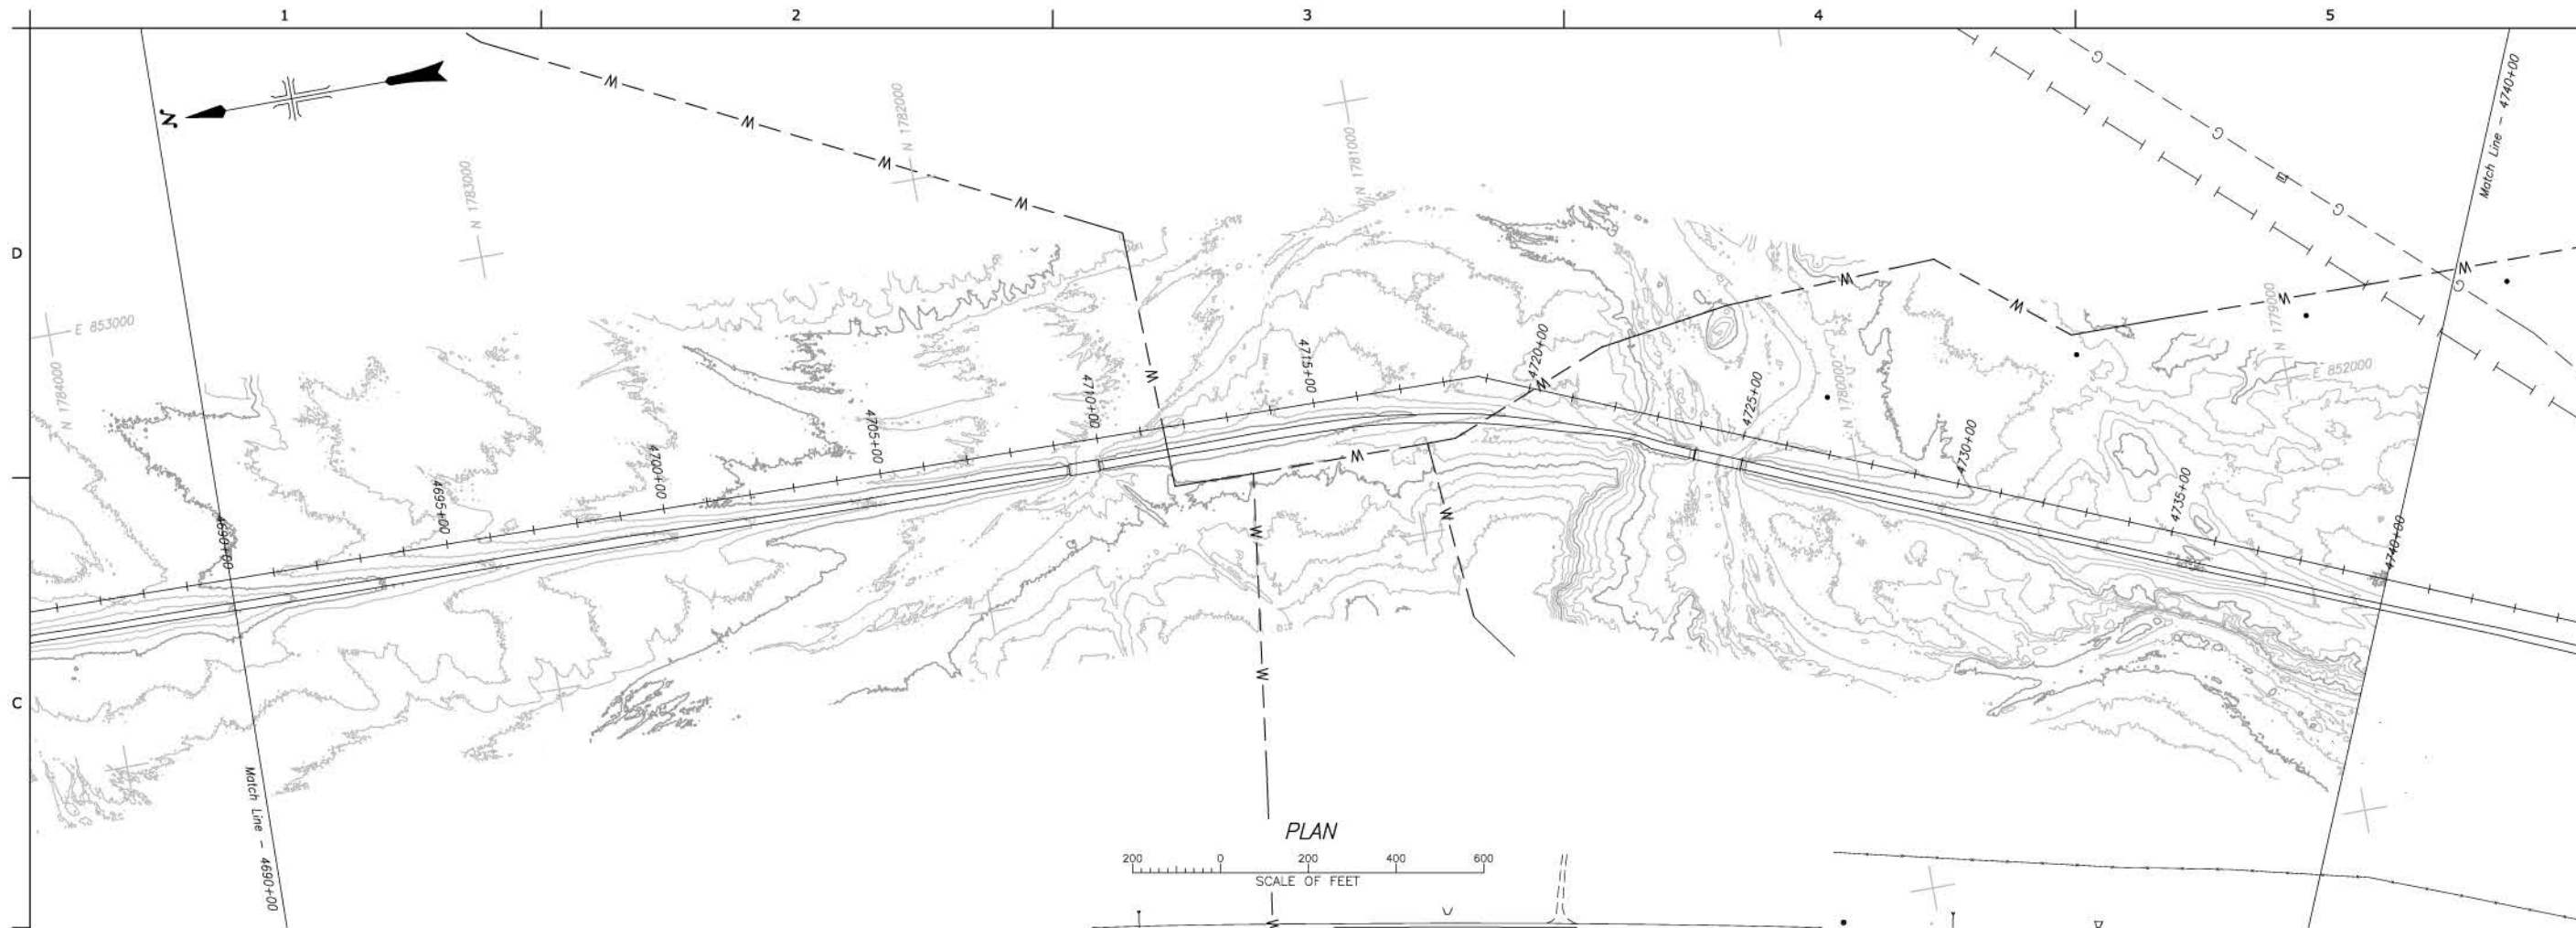 1 2 3 4 5
N
N 1782000
N 1783000
N 1781000
Match Line - 4740+00
W W W W
G G G G
D
E 853000
N 1784000
N 1779000
E 852000
N 1780000
W W W W W W
4690+00
4695+00
4700+00
4705+00
4710+00
4715+00
4720+00
4725+00
4730+00
4735+00
4740+00
W W W W
C
Match Line - 4690+00
PLAN
200 0 200 400 600
SCALE OF FEET
W